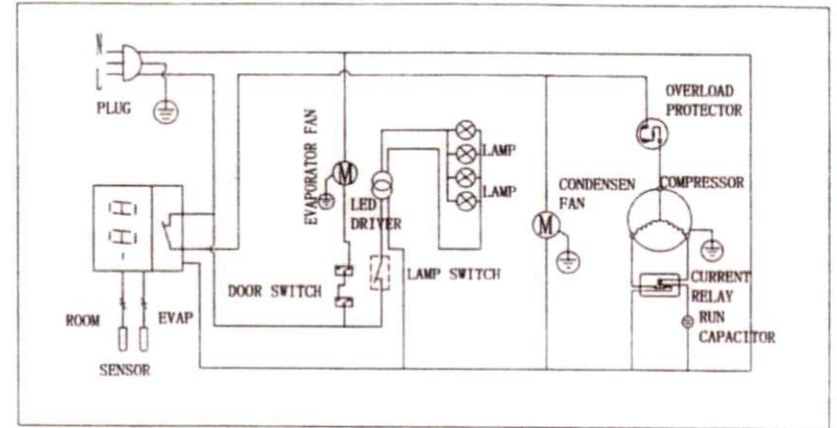 N
L
PLUG
OVERLOAD
PROTECTOR
EVAPORATOR FAN
LAMP
LAMP
M
LED
DRIVER
CONDENSEN
FAN
COMPRESSOR
M
LAMP SWITCH
DOOR SWITCH
CURRENT
RELAY
RUN
CAPACITOR
ROOM
EVAP
SENSOR